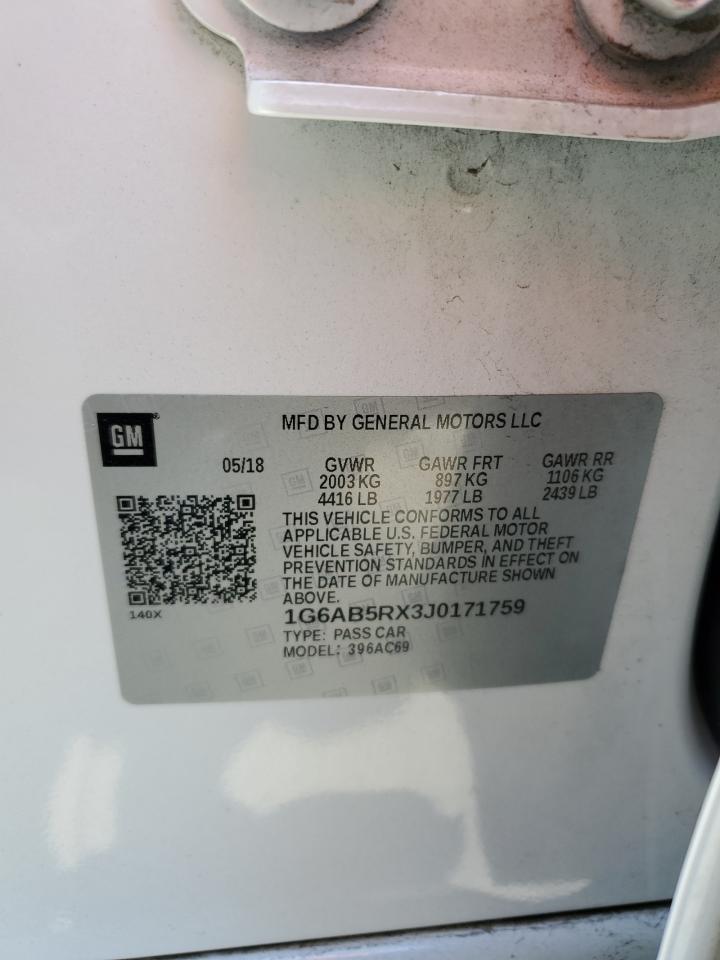 GM
MFD BY GENERAL MOTORS LLC
05/18 GVWR GAWR FRT GAWR RR
2003 KG 897 KG 1106 KG
4416 LB 1977 LB 2439 LB
THIS VEHICLE CONFORMS TO ALL
APPLICABLE U.S. FEDERAL MOTOR
VEHICLE SAFETY, BUMPER, AND THEFT
PREVENTION STANDARDS IN EFFECT ON
THE DATE OF MANUFACTURE SHOWN
ABOVE.
140X
1G6AB5RX3J0171759
TYPE: PASS CAR
MODEL: 396AC69